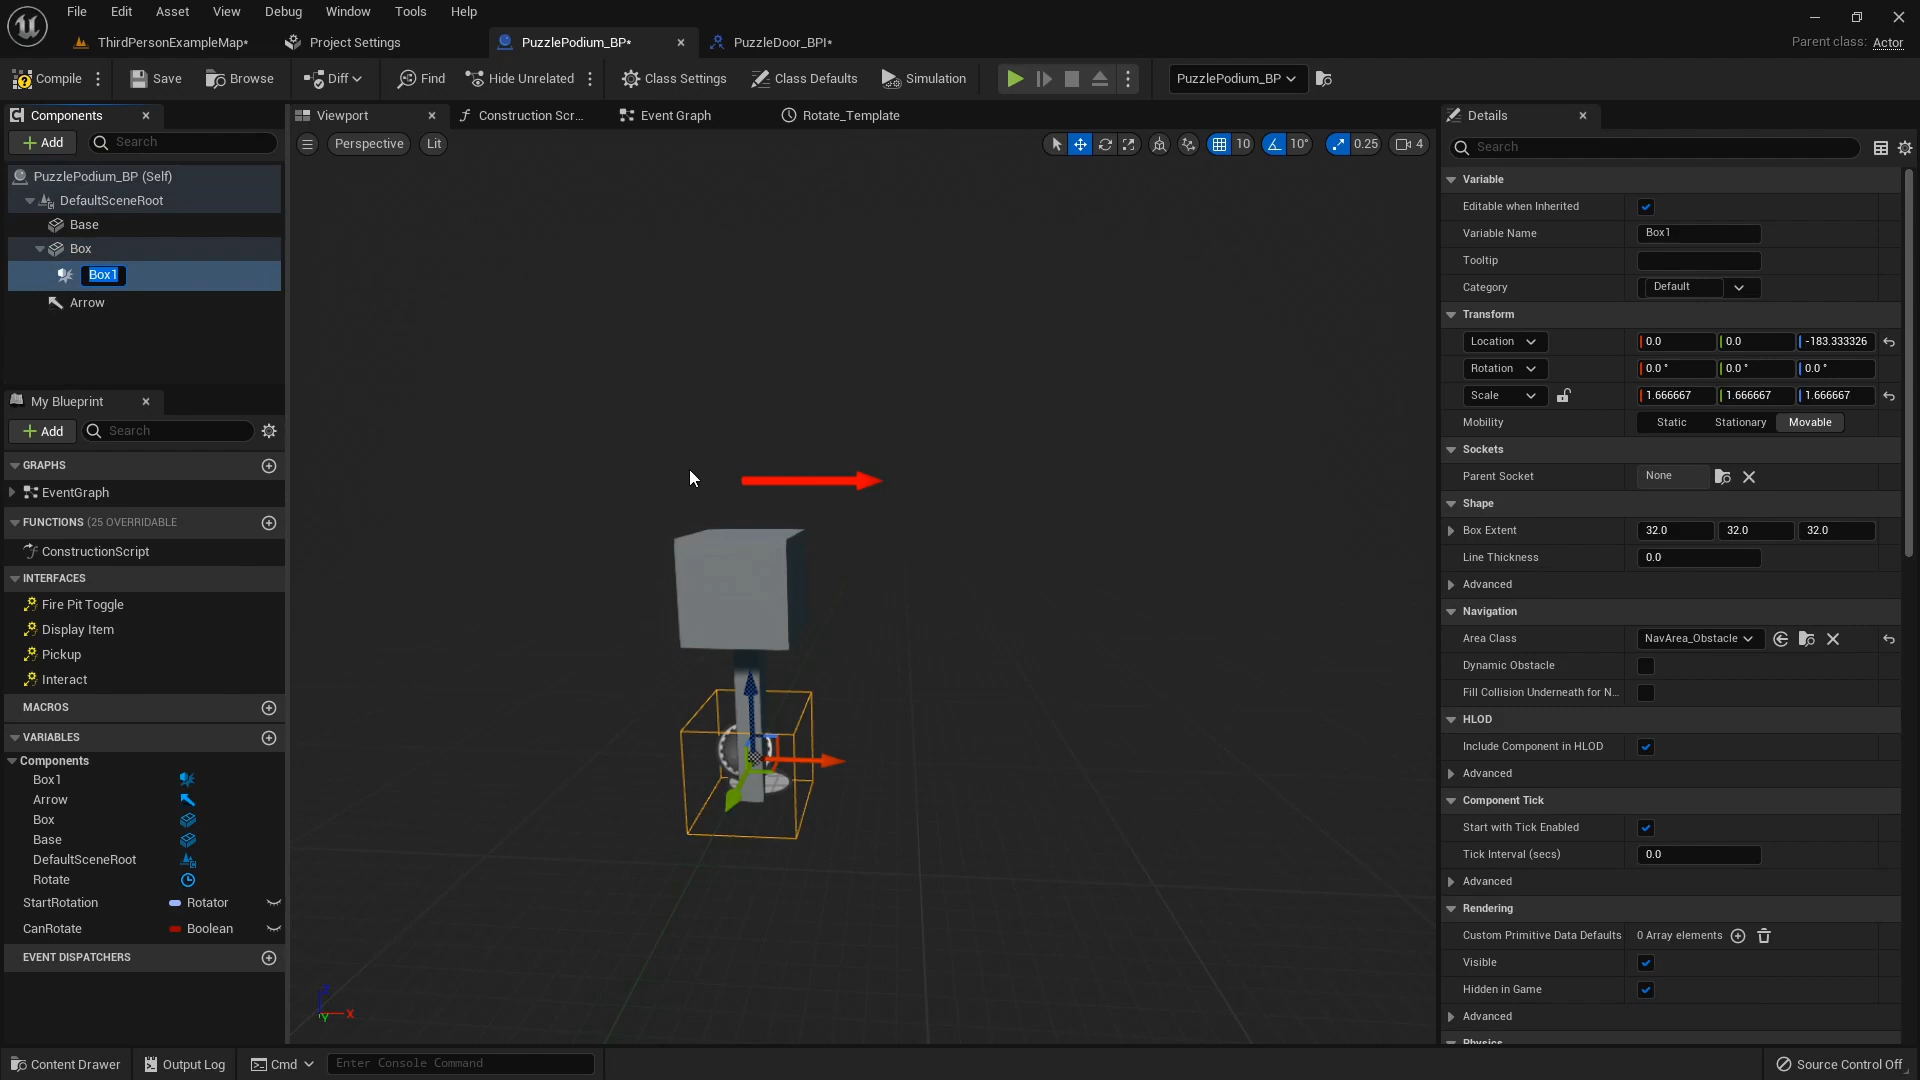 File Edit Asset View Debug Window Tools Help
ThirdPersonExampleMap* Project Settings PuzzlePodium_BP* PuzzleDoor_BPI* Parent class: Actor
Compile Save Browse Diff Find Hide Unrelated Class Settings Class Defaults Simulation PuzzlePodium_BP
Components
Add Search
PuzzlePodium_BP (Self)
DefaultSceneRoot
Base
Box
Box1
Arrow
My Blueprint
Add Search
GRAPHS
EventGraph
FUNCTIONS (25 OVERRIDABLE
ConstructionScript
INTERFACES
Fire Pit Toggle
Display Item
Pickup
Interact
MACROS
VARIABLES
Components
Box1
Arrow
Box
Base
DefaultSceneRoot
Rotate
StartRotation Rotator
CanRotate Boolean
EVENT DISPATCHERS
Viewport Construction Scr... Event Graph Rotate_Template
Perspective Lit 10 10° 0.25 4
Z
X
Y
Details
Search
Variable
Editable when Inherited
Variable Name Box1
Tooltip
Category Default
Transform
Location 0.0 0.0 -183.333326
Rotation 0.0 ° 0.0 ° 0.0 °
Scale 1.666667 1.666667 1.666667
Mobility Static Stationary Movable
Sockets
Parent Socket None
Shape
Box Extent 32.0 32.0 32.0
Line Thickness 0.0
Advanced
Navigation
Area Class NavArea_Obstacle
Dynamic Obstacle
Fill Collision Underneath for N...
HLOD
Include Component in HLOD
Advanced
Component Tick
Start with Tick Enabled
Tick Interval (secs) 0.0
Advanced
Rendering
Custom Primitive Data Defaults 0 Array elements
Visible
Hidden in Game
Advanced
Physics
Content Drawer Output Log Cmd Enter Console Command Source Control Off